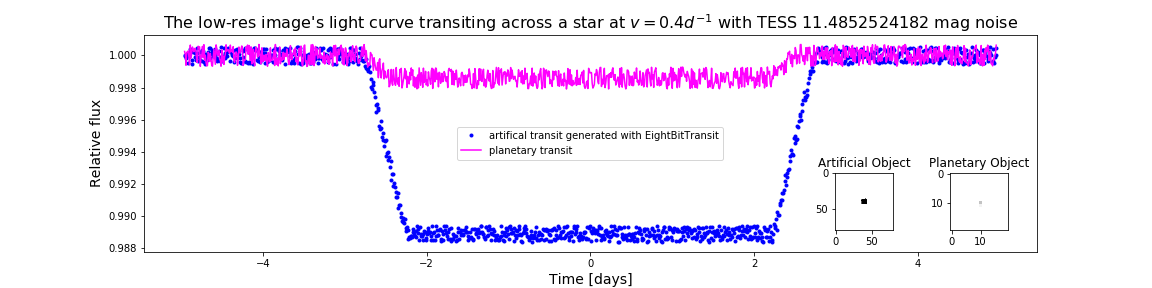 The low-res image's light curve transiting across a star at v = 0.4d⁻¹ with TESS 11.4852524182 mag noise
1.000
0.998
0.996
0.994
0.992
0.990
0.988
Relative flux
artifical transit generated with EightBitTransit
planetary transit
Artificial Object
0
50
0 50
Planetary Object
0
10
0 10
−4 −2 0 2 4
Time [days]